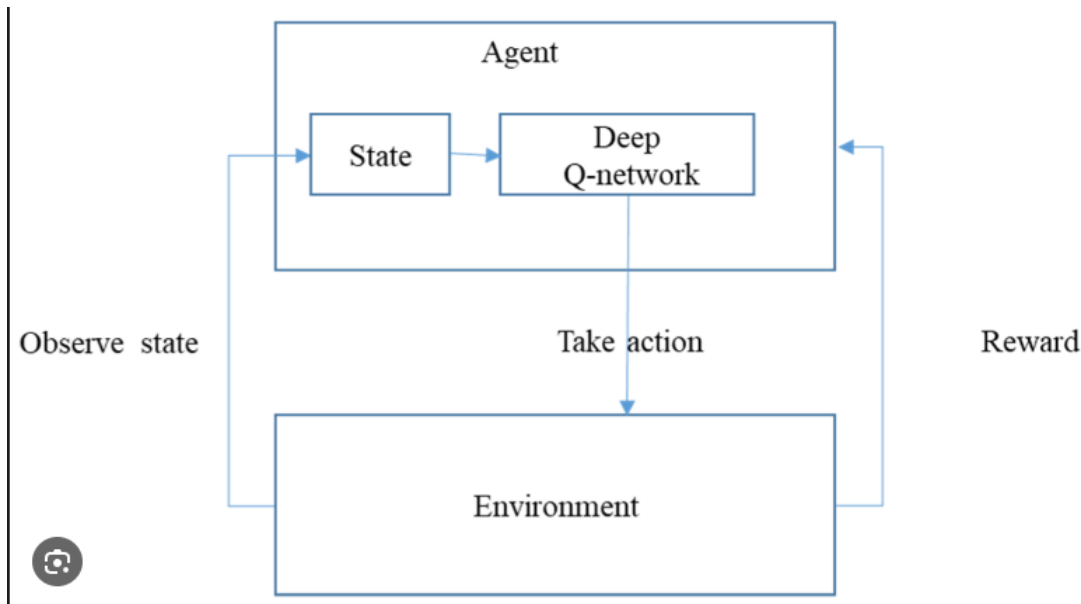 Agent
State
Deep
Q-network
Observe state
Take action
Reward
Environment